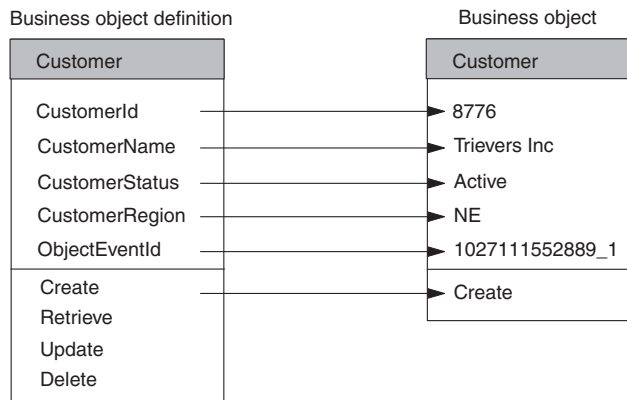 Business object definition
Customer
CustomerId
CustomerName
CustomerStatus
CustomerRegion
ObjectEventId
Create
Retrieve
Update
Delete
Business object
Customer
8776
Trievers Inc
Active
NE
1027111552889_1
Create